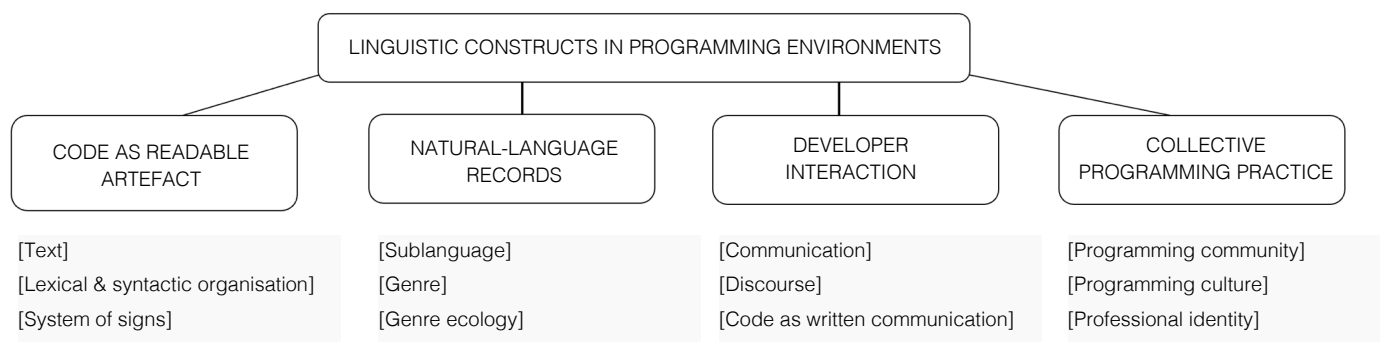 LINGUISTIC CONSTRUCTS IN PROGRAMMING ENVIRONMENTS
CODE AS READABLE
ARTEFACT
NATURAL-LANGUAGE
RECORDS
DEVELOPER
INTERACTION
COLLECTIVE
PROGRAMMING PRACTICE
[Text]
[Lexical & syntactic organisation]
[System of signs]
[Sublanguage]
[Genre]
[Genre ecology]
[Communication]
[Discourse]
[Code as written communication]
[Programming community]
[Programming culture]
[Professional identity]